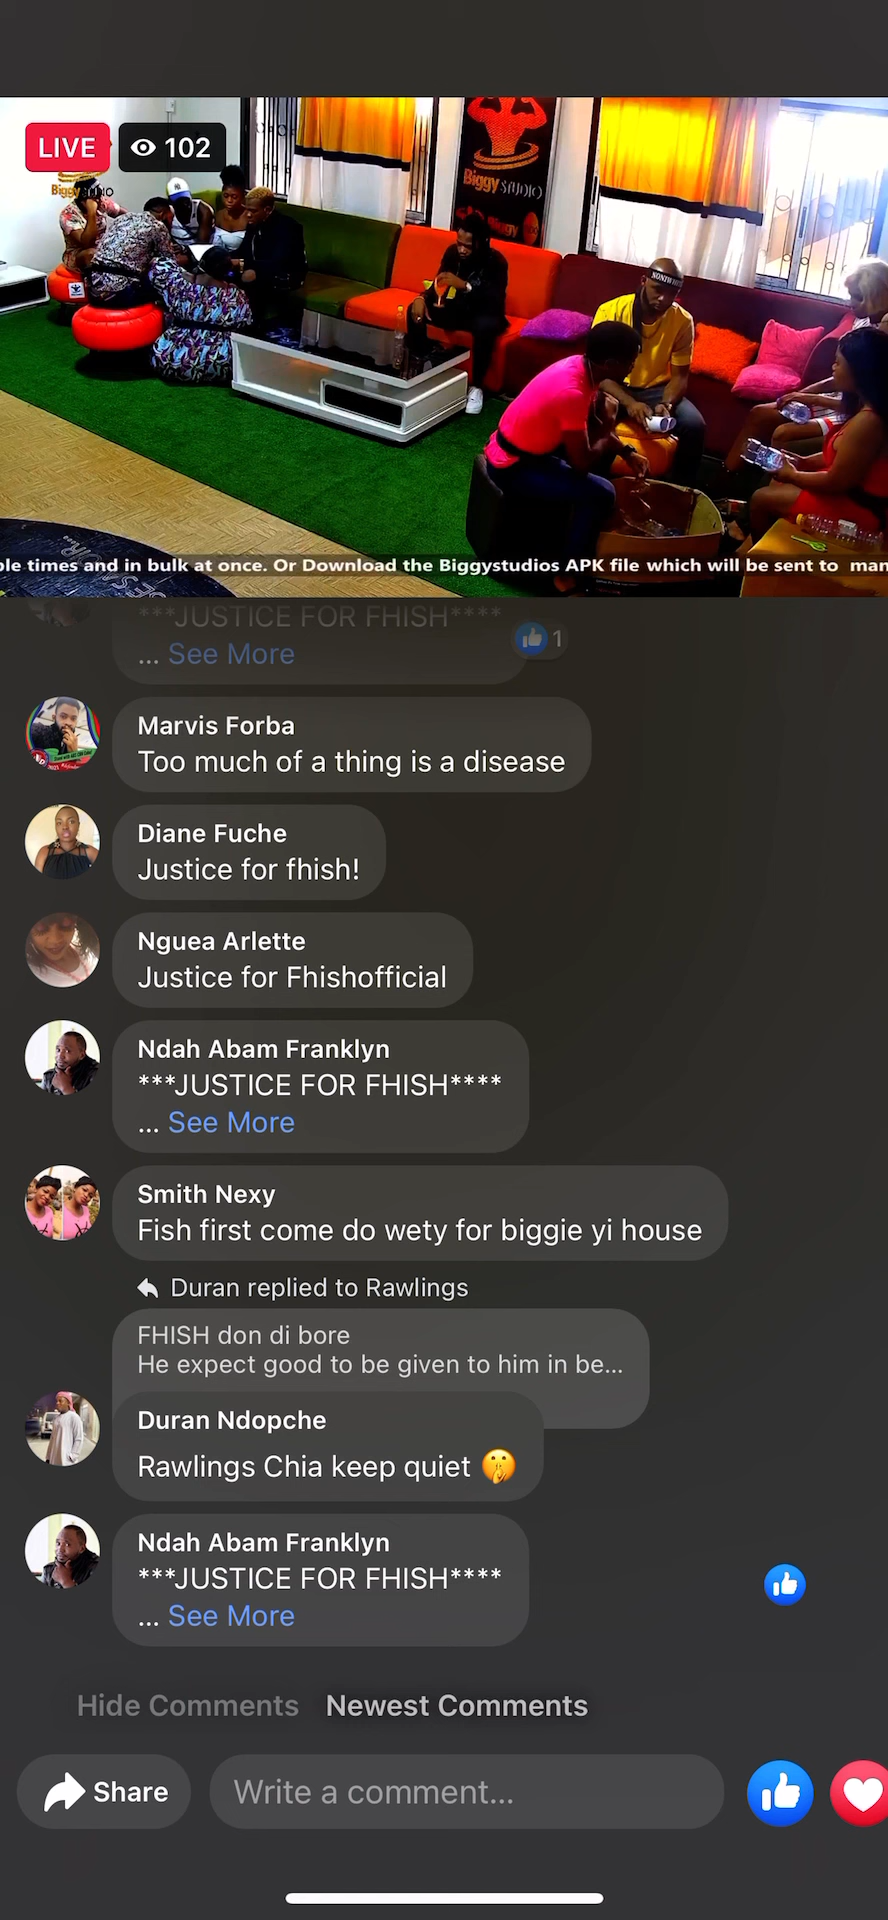 LIVE 102
Biggy STUDIO
Biggy STUDIO
Biggy
NONIWHITE
ple times and in bulk at once. Or Download the Biggystudios APK file which will be sent to man
***JUSTICE FOR FHISH****
... See More
1
Marvis Forba
Too much of a thing is a disease
Diane Fuche
Justice for fhish!
Nguea Arlette
Justice for Fhishofficial
Ndah Abam Franklyn
***JUSTICE FOR FHISH****
... See More
Smith Nexy
Fish first come do wety for biggie yi house
Duran replied to Rawlings
FHISH don di bore
He expect good to be given to him in be...
Duran Ndopche
Rawlings Chia keep quiet 🤫
Ndah Abam Franklyn
***JUSTICE FOR FHISH****
... See More
Hide Comments Newest Comments
Share
Write a comment...